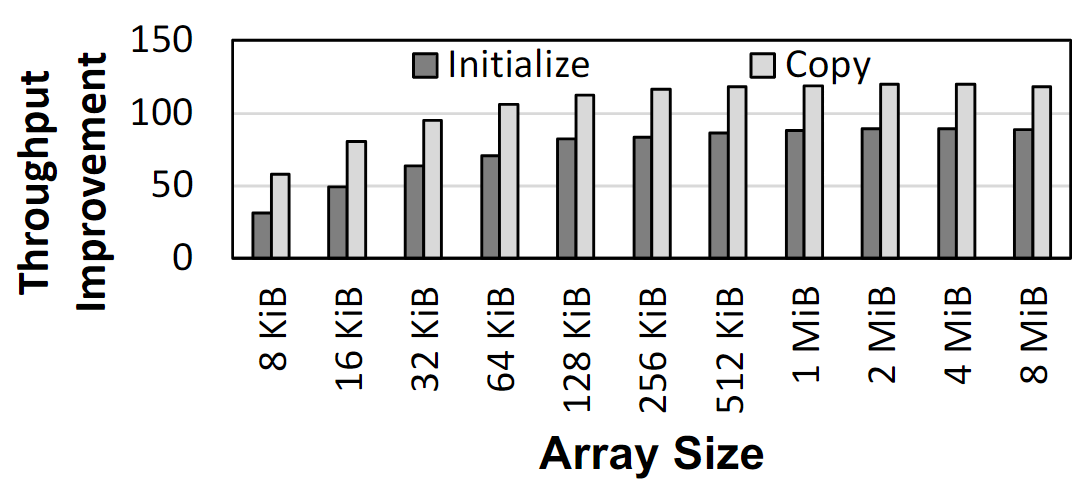 Throughput
Improvement
150
100
50
0
Initialize
Copy
8 KiB
16 KiB
32 KiB
64 KiB
128 KiB
256 KiB
512 KiB
1 MiB
2 MiB
4 MiB
8 MiB
Array Size